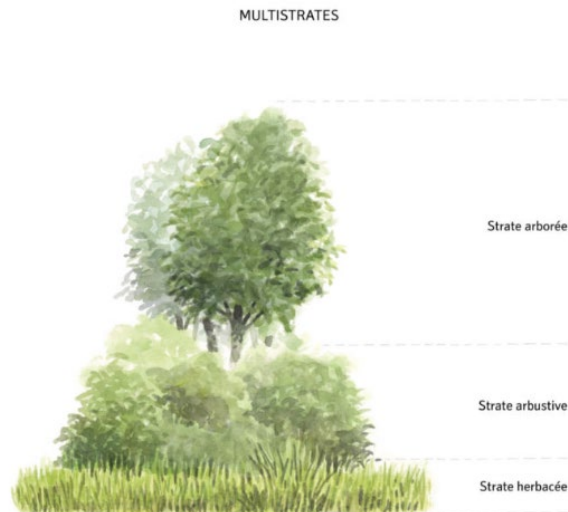 MULTISTRATES
Strate arborée
Strate arbustive
Strate herbacée